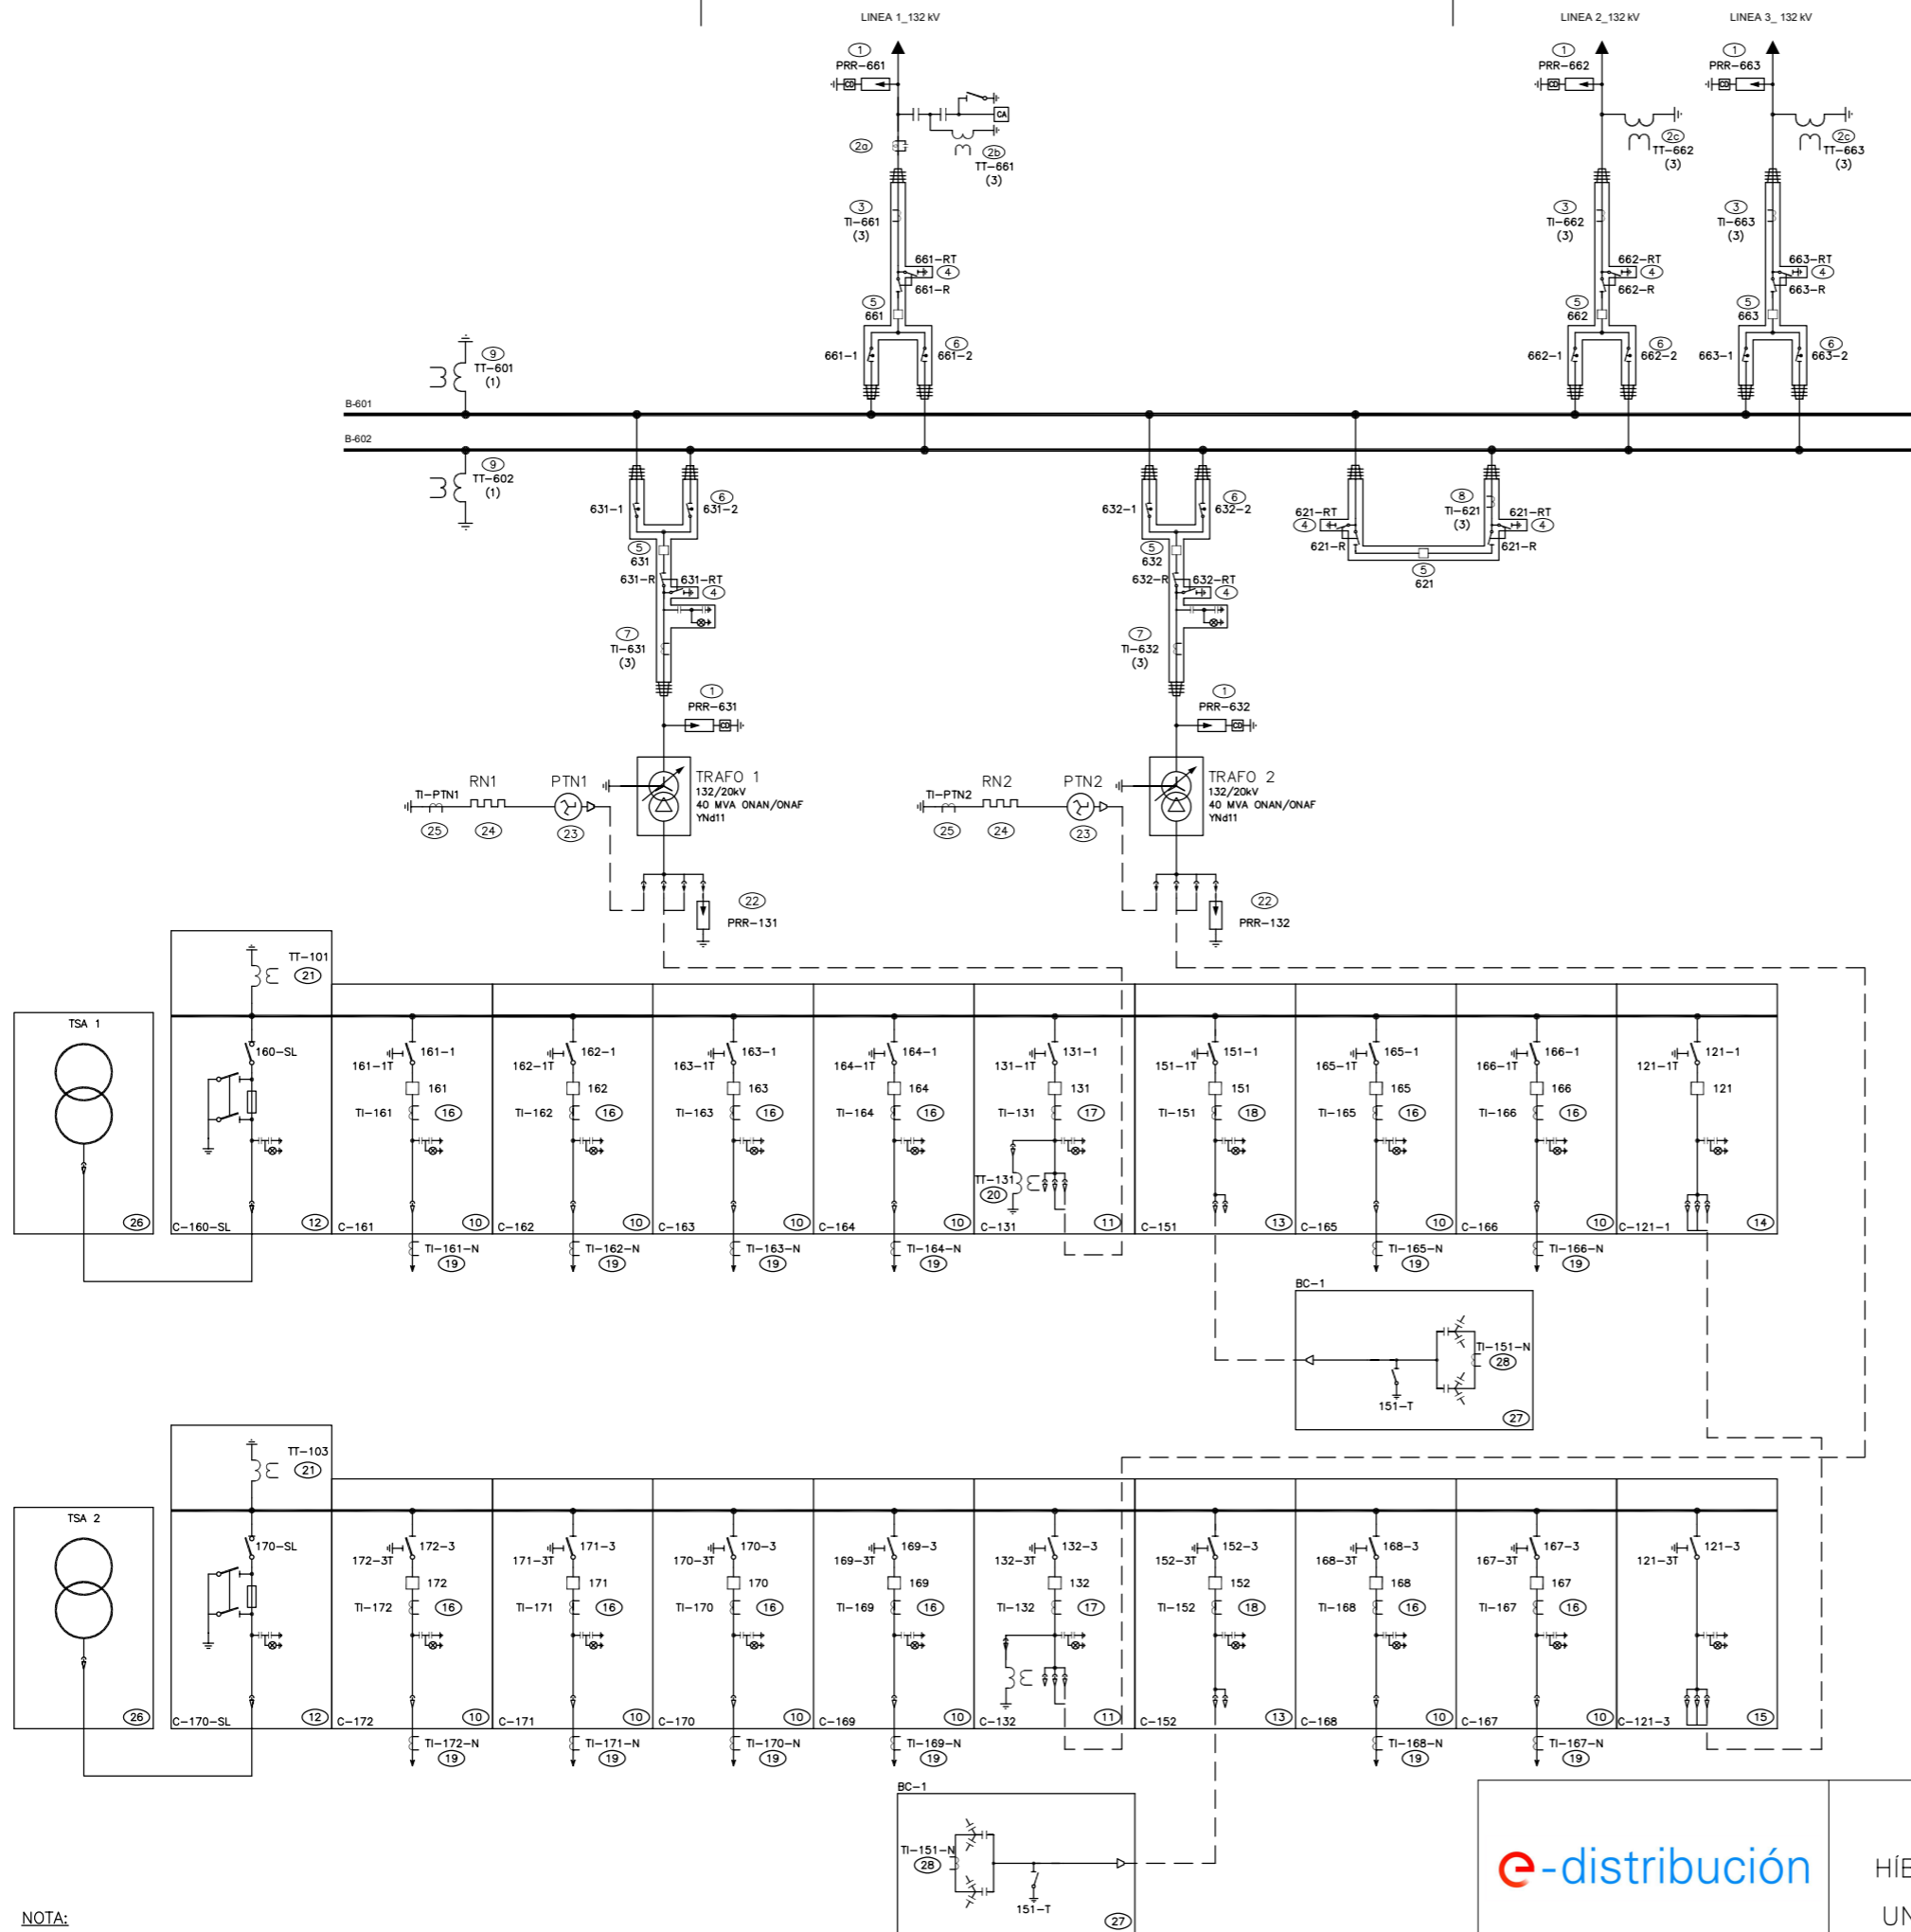 LINEA 1_132 kV
LINEA 2_132 kV
LINEA 3_ 132 kV
1
PRR-661
1
PRR-662
1
PRR-663
CD
CD
CD
CA
2a
2b
TT-661
(3)
2c
TT-662
(3)
2c
TT-663
(3)
3
TI-661
(3)
3
TI-662
(3)
3
TI-663
(3)
661-RT
4
661-R
662-RT
4
662-R
663-RT
4
663-R
5
661
5
662
5
663
661-1
6
661-2
662-1
6
662-2
663-1
6
663-2
9
TT-601
(1)
B-601
B-602
9
TT-602
(1)
631-1
6
631-2
632-1
6
632-2
8
TI-621
(3)
621-RT
4
621-R
621-RT
4
621-R
5
621
5
631
5
632
631-R
631-RT
4
632-R
632-RT
4
7
TI-631
(3)
7
TI-632
(3)
1
PRR-631
CD
1
PRR-632
CD
TRAFO 1
132/20kV
40 MVA ONAN/ONAF
YNd11
TRAFO 2
132/20kV
40 MVA ONAN/ONAF
YNd11
TI-PTN1
RN1
PTN1
25
24
23
TI-PTN2
RN2
PTN2
25
24
23
22
PRR-131
22
PRR-132
TT-101
21
TSA 1
26
160-SL
C-160-SL
12
161-1T
161-1
161
TI-161
16
C-161
10
TI-161-N
19
162-1T
162-1
162
TI-162
16
C-162
10
TI-162-N
19
163-1T
163-1
163
TI-163
16
C-163
10
TI-163-N
19
164-1T
164-1
164
TI-164
16
C-164
10
TI-164-N
19
131-1T
131-1
131
TI-131
17
TT-131
20
C-131
11
151-1T
151-1
151
TI-151
18
C-151
13
165-1T
165-1
165
TI-165
16
C-165
10
TI-165-N
19
166-1T
166-1
166
TI-166
16
C-166
10
TI-166-N
19
121-1T
121-1
121
C-121-1
14
BC-1
TI-151-N
28
151-T
27
TT-103
21
TSA 2
26
170-SL
C-170-SL
12
172-3T
172-3
172
TI-172
16
C-172
10
TI-172-N
19
171-3T
171-3
171
TI-171
16
C-171
10
TI-171-N
19
170-3T
170-3
170
TI-170
16
C-170
10
TI-170-N
19
169-3T
169-3
169
TI-169
16
C-169
10
TI-169-N
19
132-3T
132-3
132
TI-132
17
C-132
11
152-3T
152-3
152
TI-152
18
C-152
13
168-3T
168-3
168
TI-168
16
C-168
10
TI-168-N
19
167-3T
167-3
167
TI-167
16
C-167
10
TI-167-N
19
121-3T
121-3
C-121-3
15
BC-1
TI-151-N
28
151-T
27
e-distribución
NOTA: